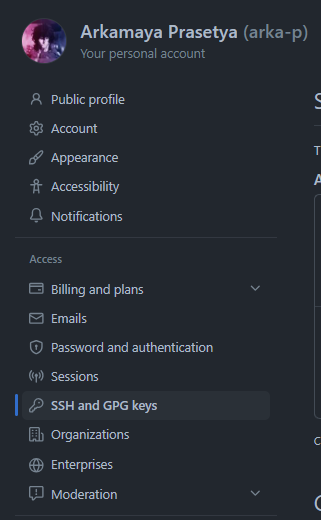 Arkamaya Prasetya (arka-p)
Your personal account
Public profile
Account
Appearance
Accessibility
Notifications
Access
Billing and plans
Emails
Password and authentication
Sessions
SSH and GPG keys
Organizations
Enterprises
Moderation